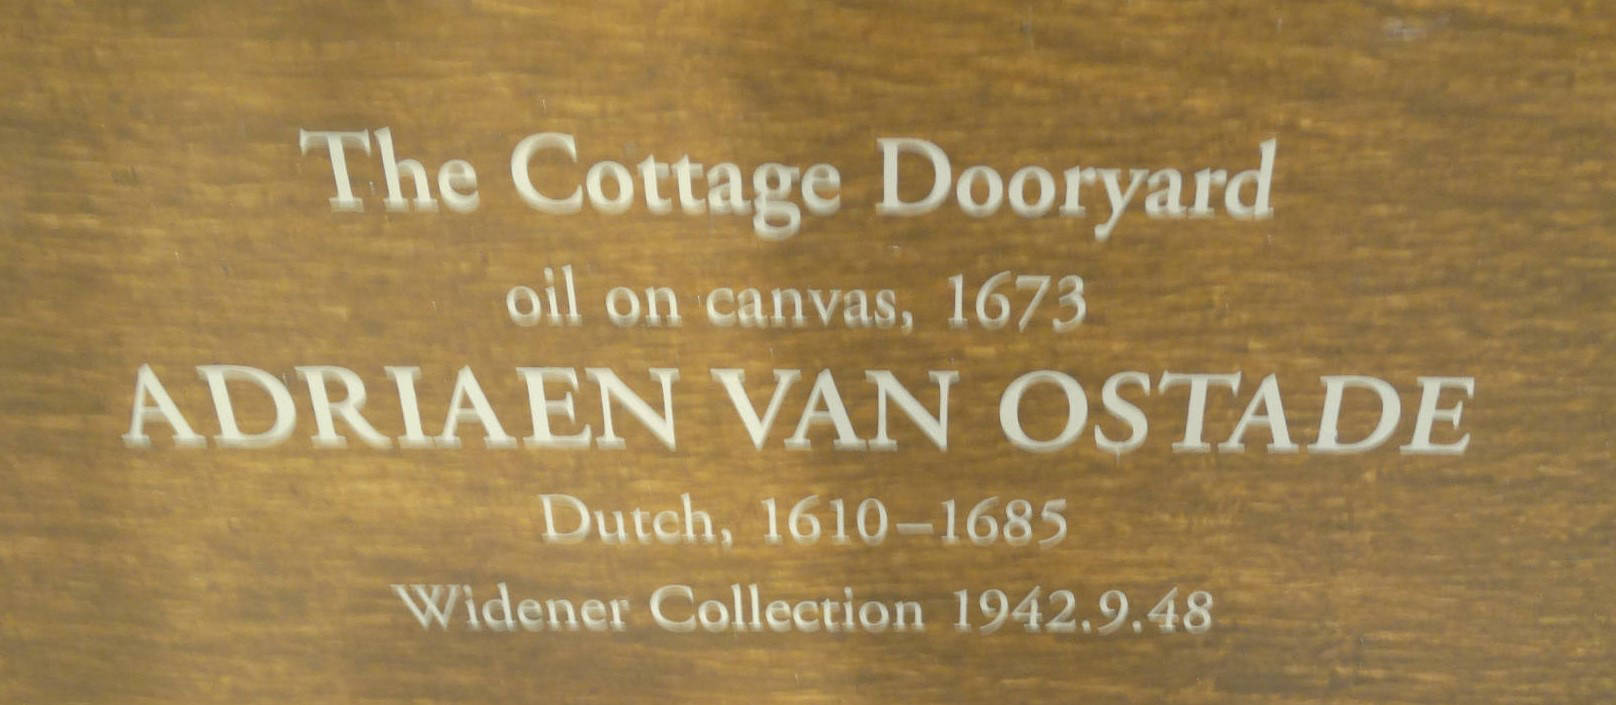 The Cottage Dooryard
oil on canvas, 1673
ADRIAEN VAN OSTADE
Dutch, 1610–1685
Widener Collection 1942.9.48